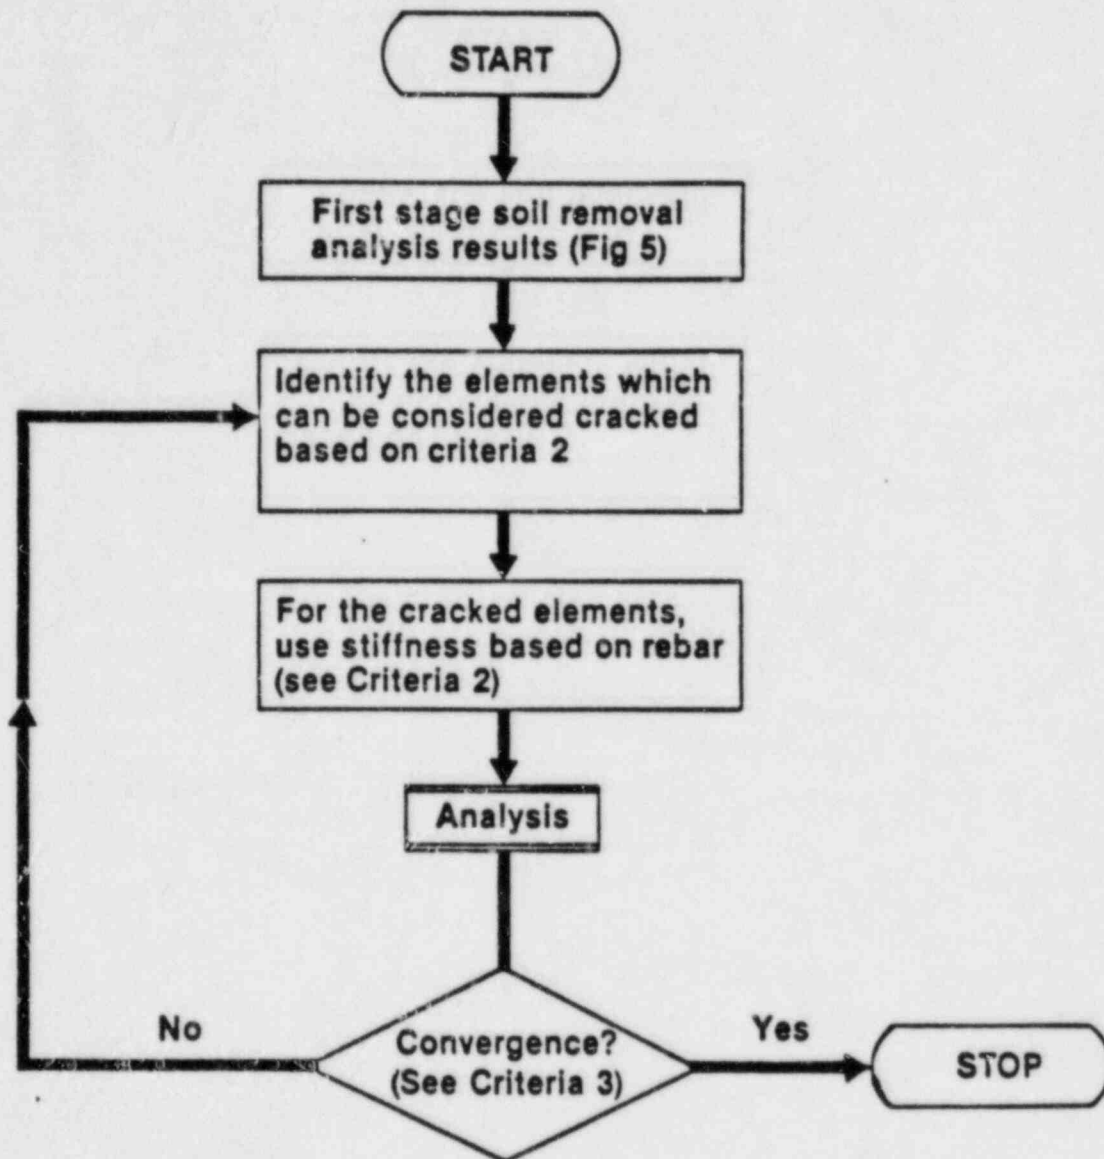 START
First stage soil removal
analysis results (Fig 5)
Identify the elements which
can be considered cracked
based on criteria 2
For the cracked elements,
use stiffness based on rebar
(see Criteria 2)
Analysis
Convergence?
(See Criteria 3)
No
Yes
STOP